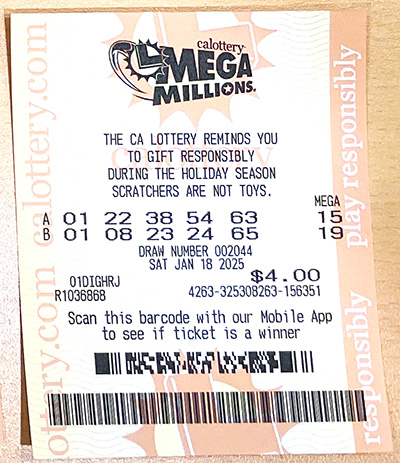 calottery
MEGA
MILLIONS.
THE CA LOTTERY REMINDS YOU
TO GIFT RESPONSIBLY
DURING THE HOLIDAY SEASON
SCRATCHERS ARE NOT TOYS.
MEGA
A 01 22 38 54 63 15
B 01 08 23 24 65 19
DRAW NUMBER 002044
SAT JAN 18 2025
$4.00
01DIGHRJ
R1036868 4263-325308263-156351
Scan this barcode with our Mobile App
to see if ticket is a winner
calottery.com
calottery.com
play responsibly
responsibly